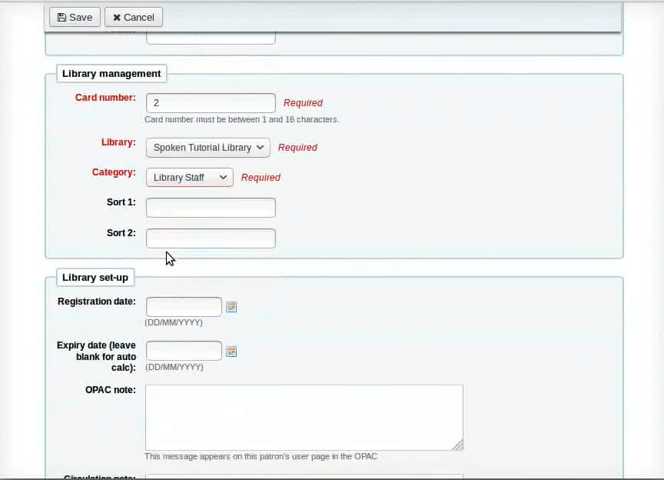 Save Cancel
Library management
Card number: 2 Required
Card number must be between 1 and 16 characters.
Library: Spoken Tutorial Library Required
Category: Library Staff Required
Sort 1:
Sort 2:
Library set-up
Registration date:
(DD/MM/YYYY)
Expiry date (leave
blank for auto
calc):
(DD/MM/YYYY)
OPAC note:
This message appears on this patron's user page in the OPAC
Circulation note: